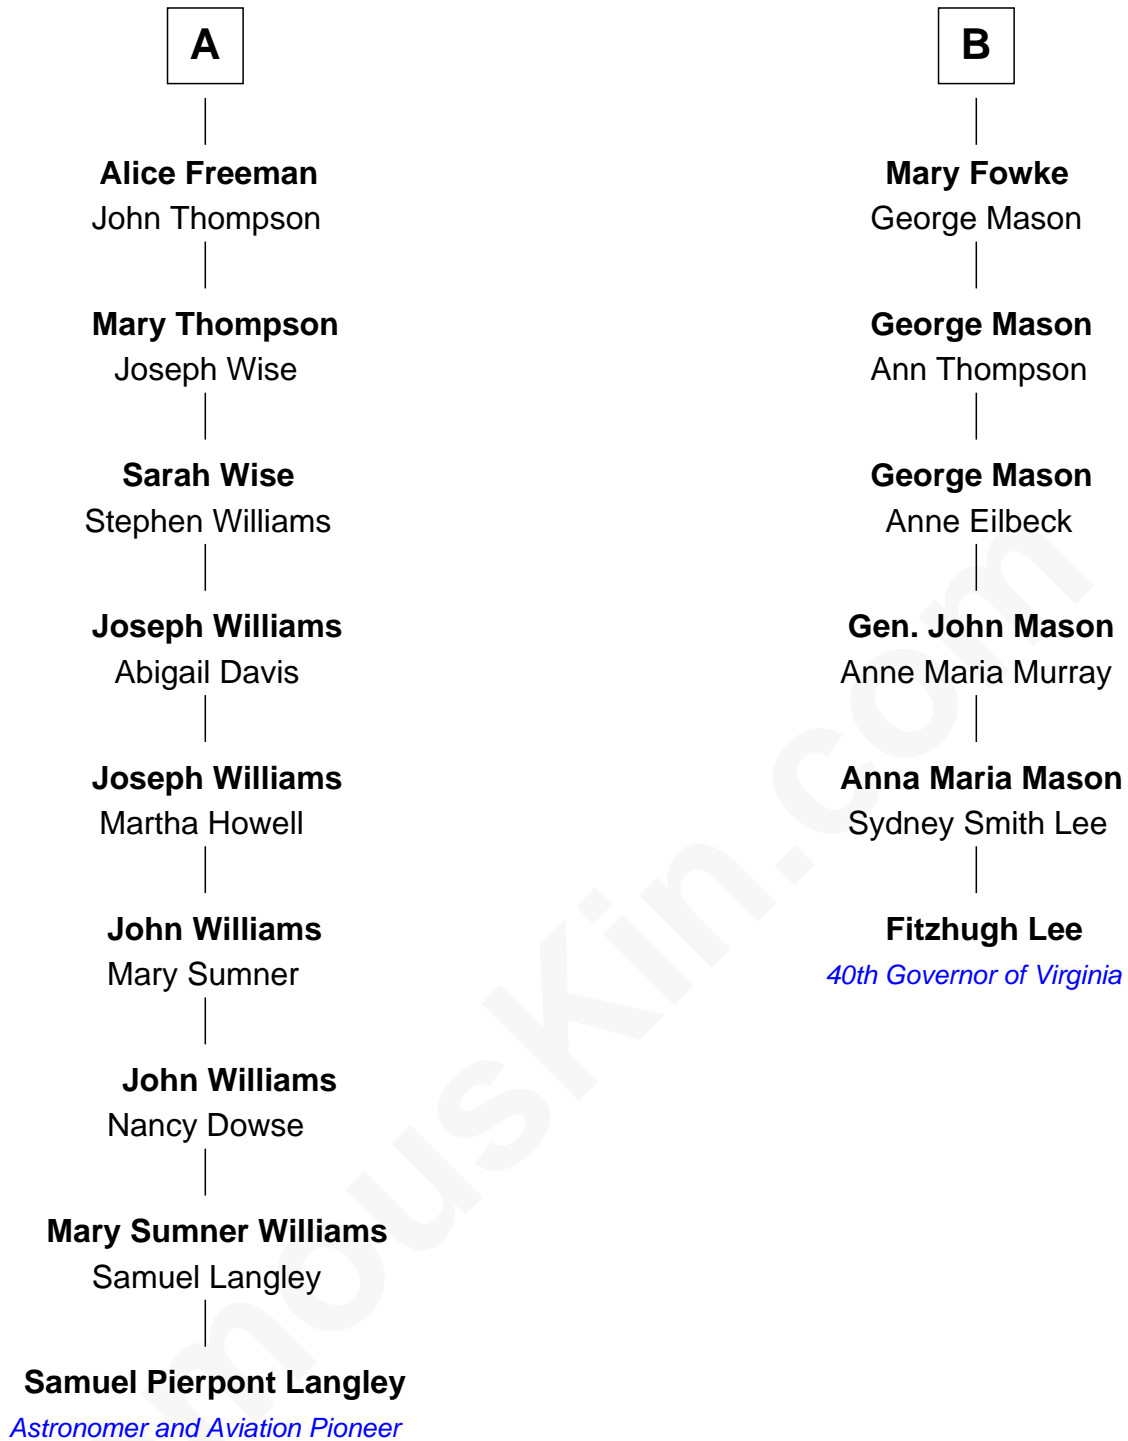 A
Alice Freeman
John Thompson
Mary Thompson
Joseph Wise
Sarah Wise
Stephen Williams
Joseph Williams
Abigail Davis
Joseph Williams
Martha Howell
John Williams
Mary Sumner
John Williams
Nancy Dowse
Mary Sumner Williams
Samuel Langley
Samuel Pierpont Langley
Astronomer and Aviation Pioneer
B
Mary Fowke
George Mason
George Mason
Ann Thompson
George Mason
Anne Eilbeck
Gen. John Mason
Anne Maria Murray
Anna Maria Mason
Sydney Smith Lee
Fitzhugh Lee
40th Governor of Virginia
mousKin.com